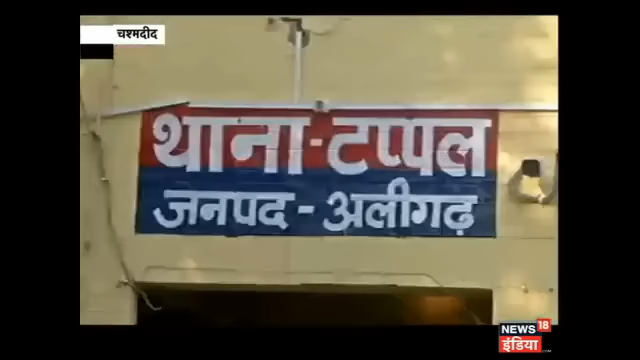 चश्मदीद
थाना-टप्पल
जनपद - अलीगढ़
NEWS 18
इंडिया